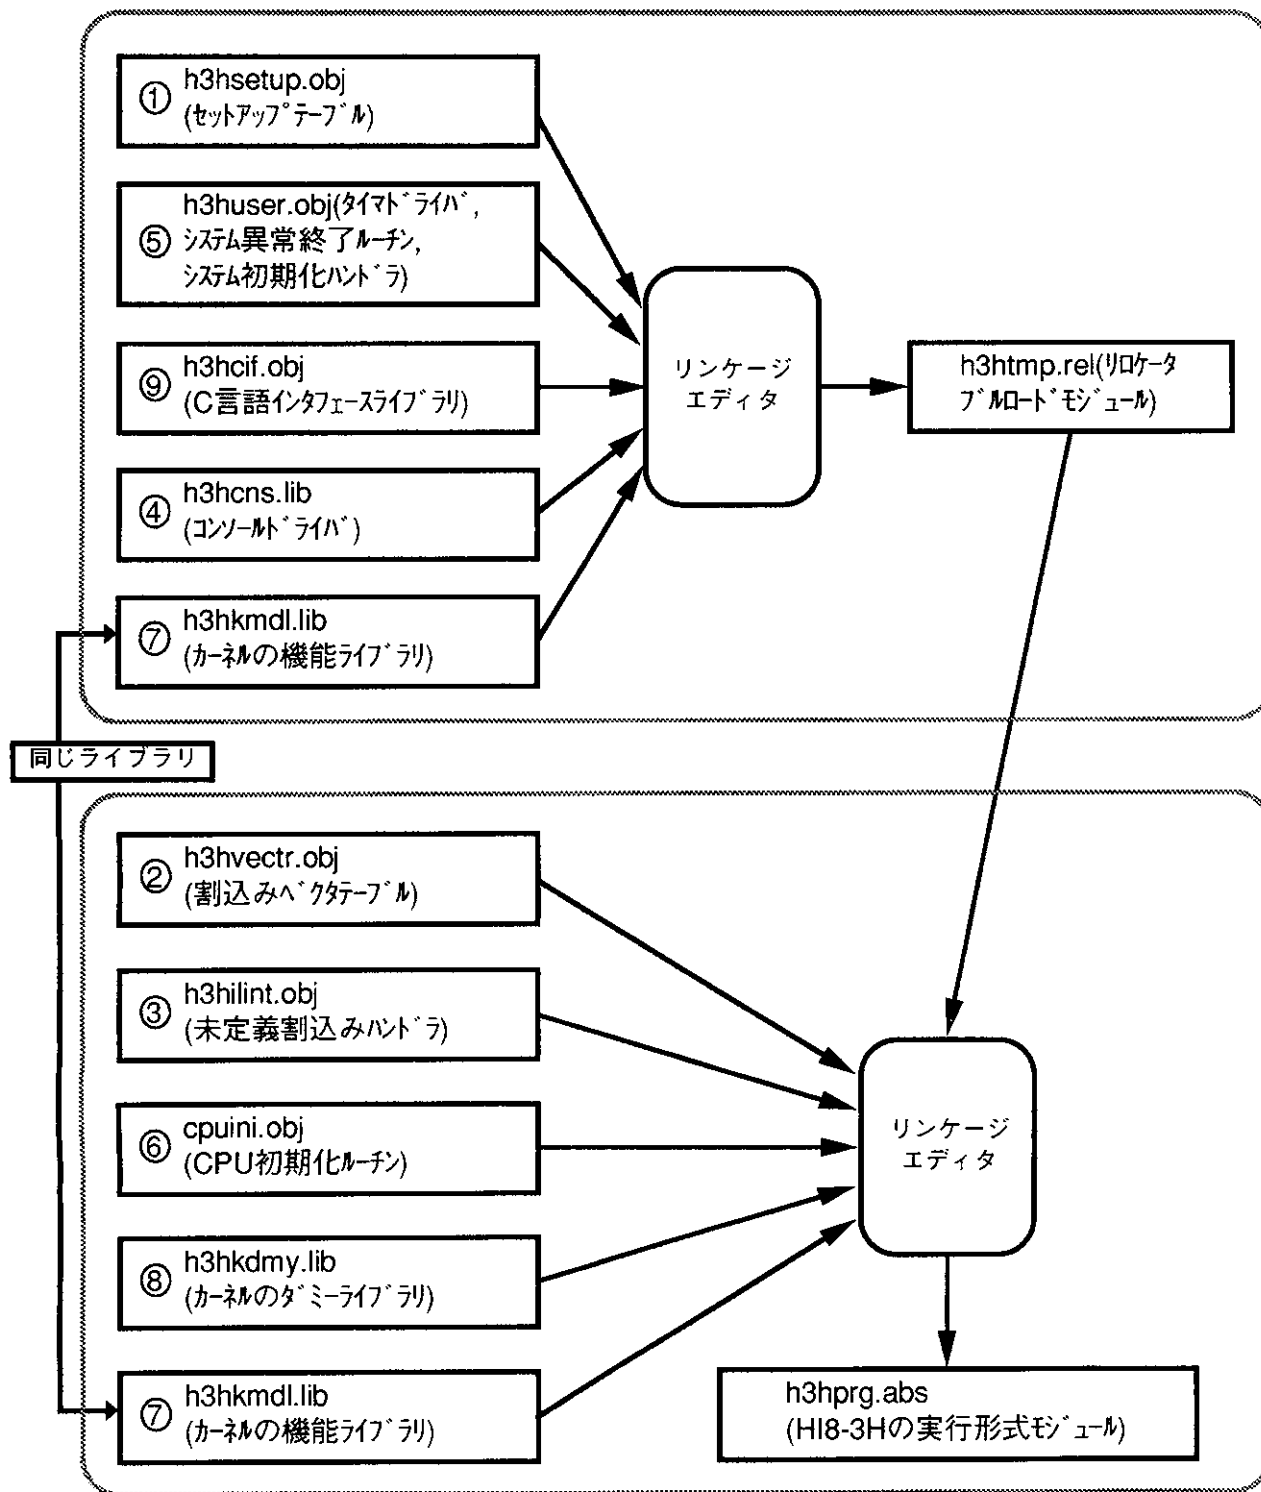 ① h3hsetup.obj
(ｾｯﾄｱｯﾌﾟﾃｰﾌﾞﾙ)
h3huser.obj(ﾀｲﾏﾄﾞﾗｲﾊﾞ,
⑤ ｼｽﾃﾑ異常終了ﾙｰﾁﾝ,
ｼｽﾃﾑ初期化ﾊﾝﾄﾞﾗ)
⑨ h3hcif.obj
(C言語ｲﾝﾀﾌｪｰｽﾗｲﾌﾞﾗﾘ)
④ h3hcns.lib
(ｺﾝｿｰﾙﾄﾞﾗｲﾊﾞ)
⑦ h3hkmdl.lib
(ｶｰﾈﾙの機能ﾗｲﾌﾞﾗﾘ)
リンケージ
エディタ
h3htmp.rel(ﾘﾛｹｰﾀ
ﾌﾞﾙﾛｰﾄﾞﾓｼﾞｭｰﾙ)
同じライブラリ
② h3hvectr.obj
(割込みﾍﾞｸﾀﾃｰﾌﾞﾙ)
③ h3hilint.obj
(未定義割込みﾊﾝﾄﾞﾗ)
⑥ cpuini.obj
(CPU初期化ﾙｰﾁﾝ)
⑧ h3hkdmy.lib
(ｶｰﾈﾙのﾀﾞﾐｰﾗｲﾌﾞﾗﾘ)
⑦ h3hkmdl.lib
(ｶｰﾈﾙの機能ﾗｲﾌﾞﾗﾘ)
リンケージ
エディタ
h3hprg.abs
(HI8-3Hの実行形式ﾓｼﾞｭｰﾙ)